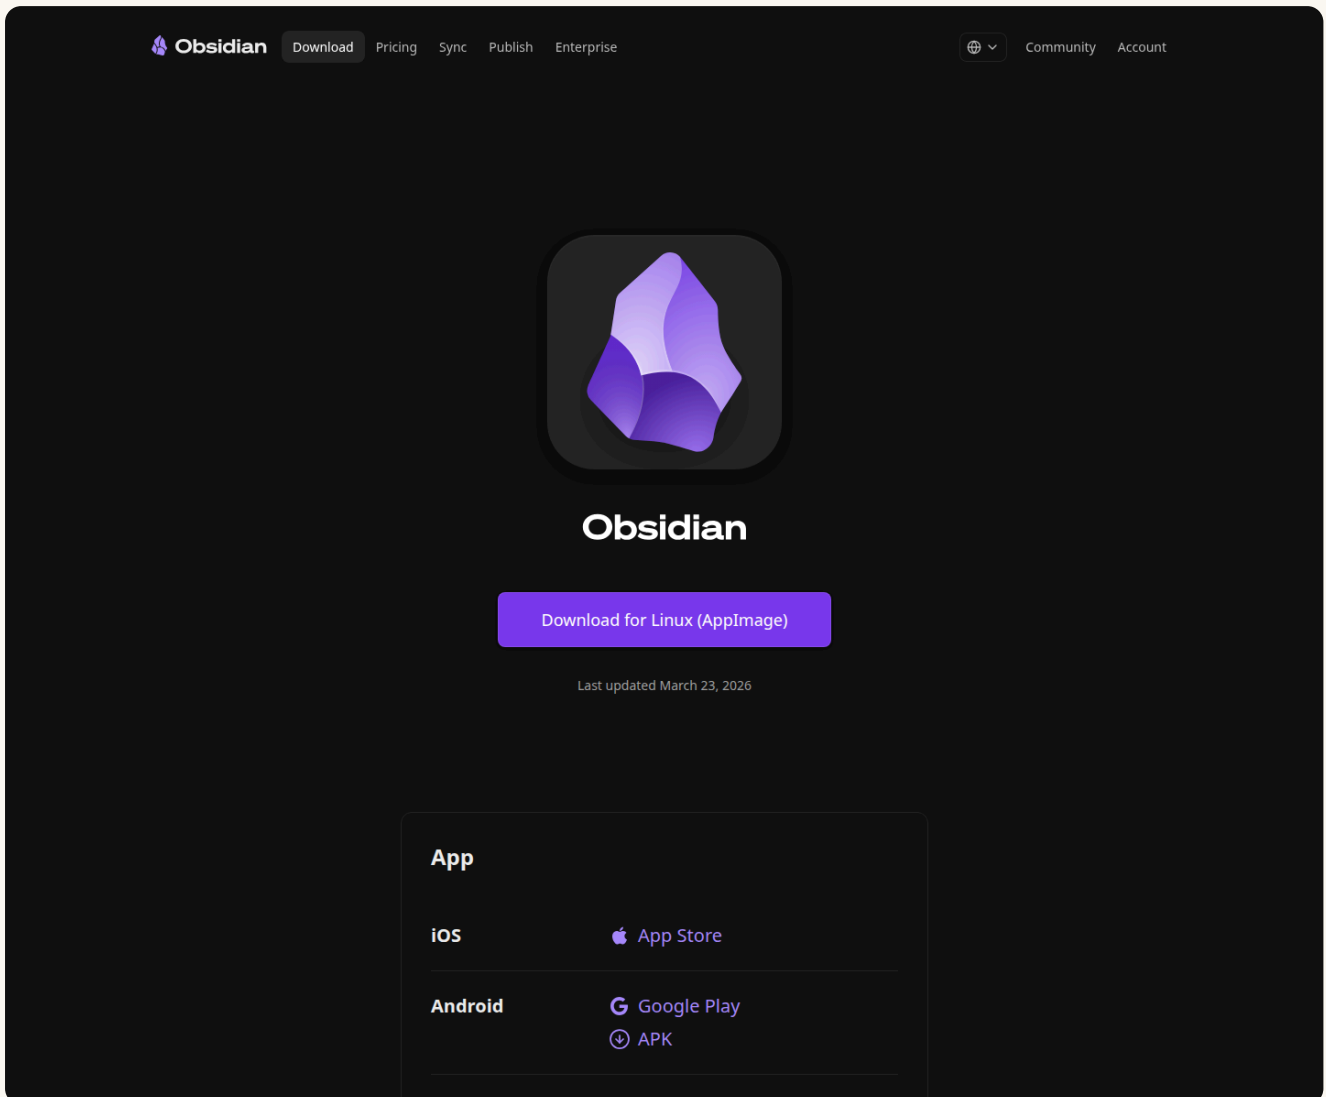 Obsidian Download Pricing Sync Publish Enterprise Community Account
Obsidian
Download for Linux (AppImage)
Last updated March 23, 2026
App
iOS App Store
Android Google Play
APK